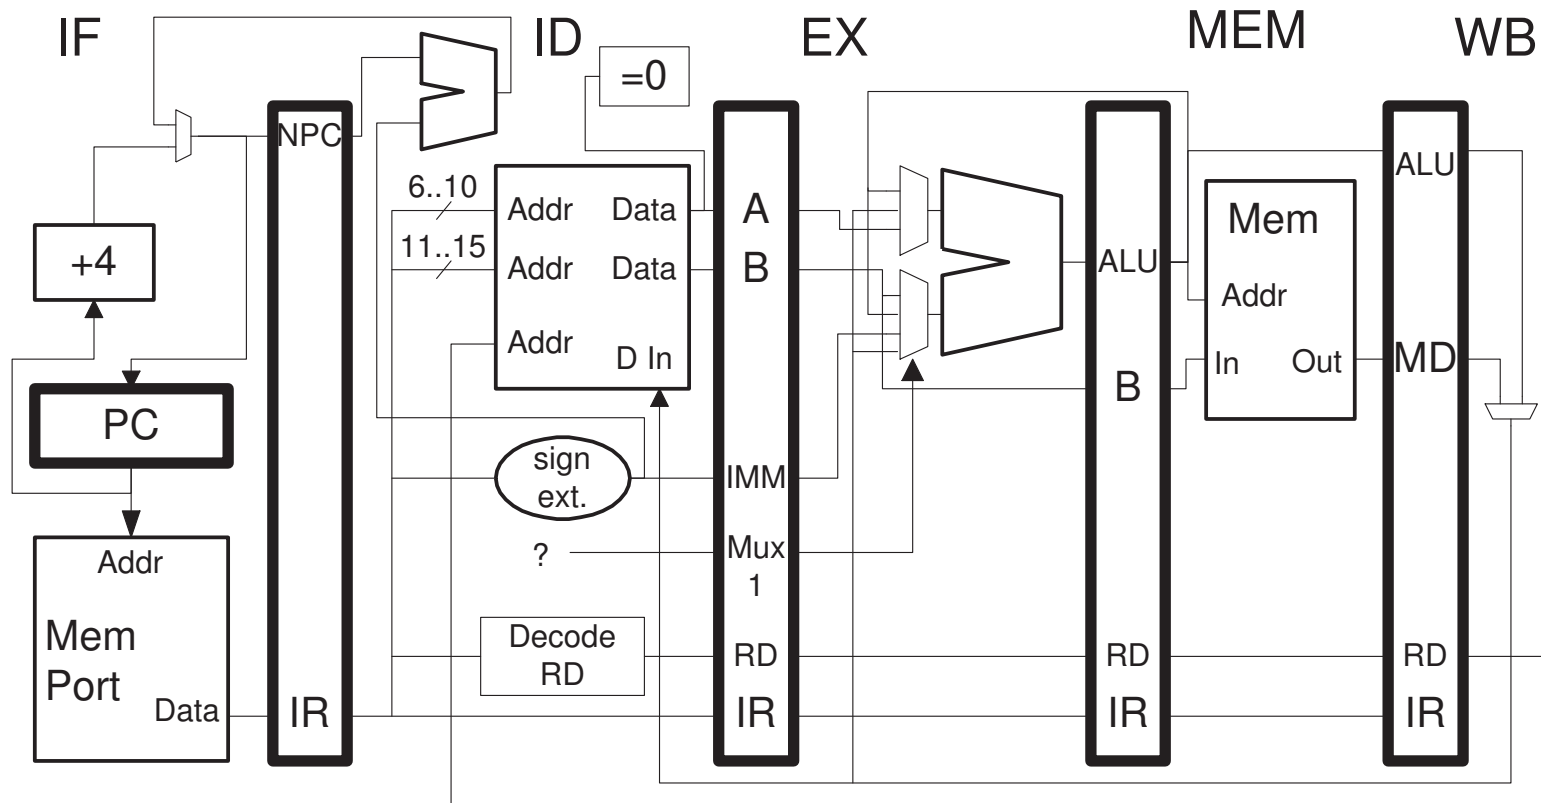 IF
ID
EX
MEM
WB
=0
NPC
+4
PC
Addr
Mem
Port
Data
IR
6..10
11..15
Addr
Data
Addr
Data
Addr
D In
sign
ext.
?
Decode
RD
A
B
IMM
Mux
1
RD
IR
ALU
B
RD
IR
Mem
Addr
In
Out
ALU
MD
RD
IR